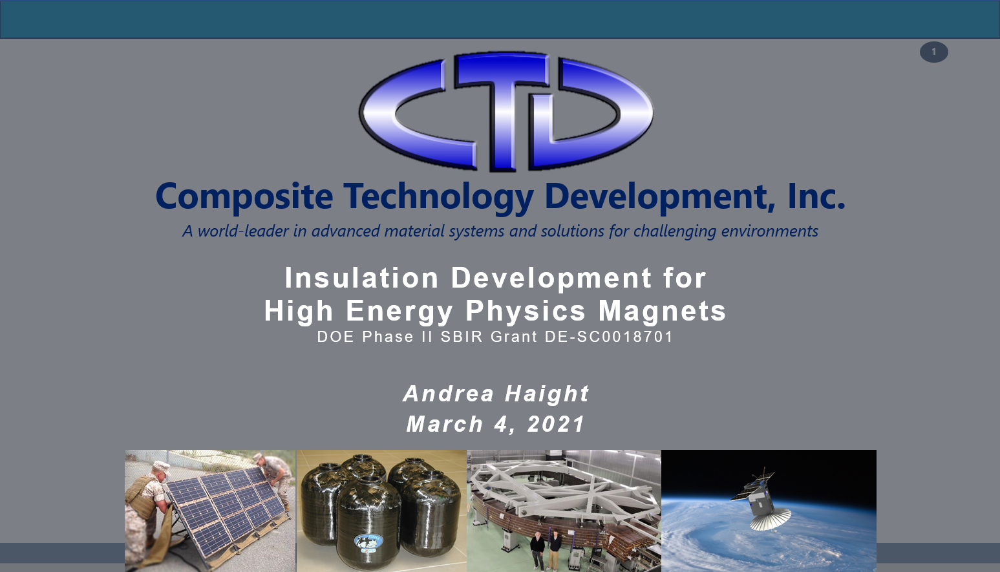 1
CTD
Composite Technology Development, Inc.
A world-leader in advanced material systems and solutions for challenging environments
Insulation Development for
High Energy Physics Magnets
DOE Phase II SBIR Grant DE-SC0018701
Andrea Haight
March 4, 2021